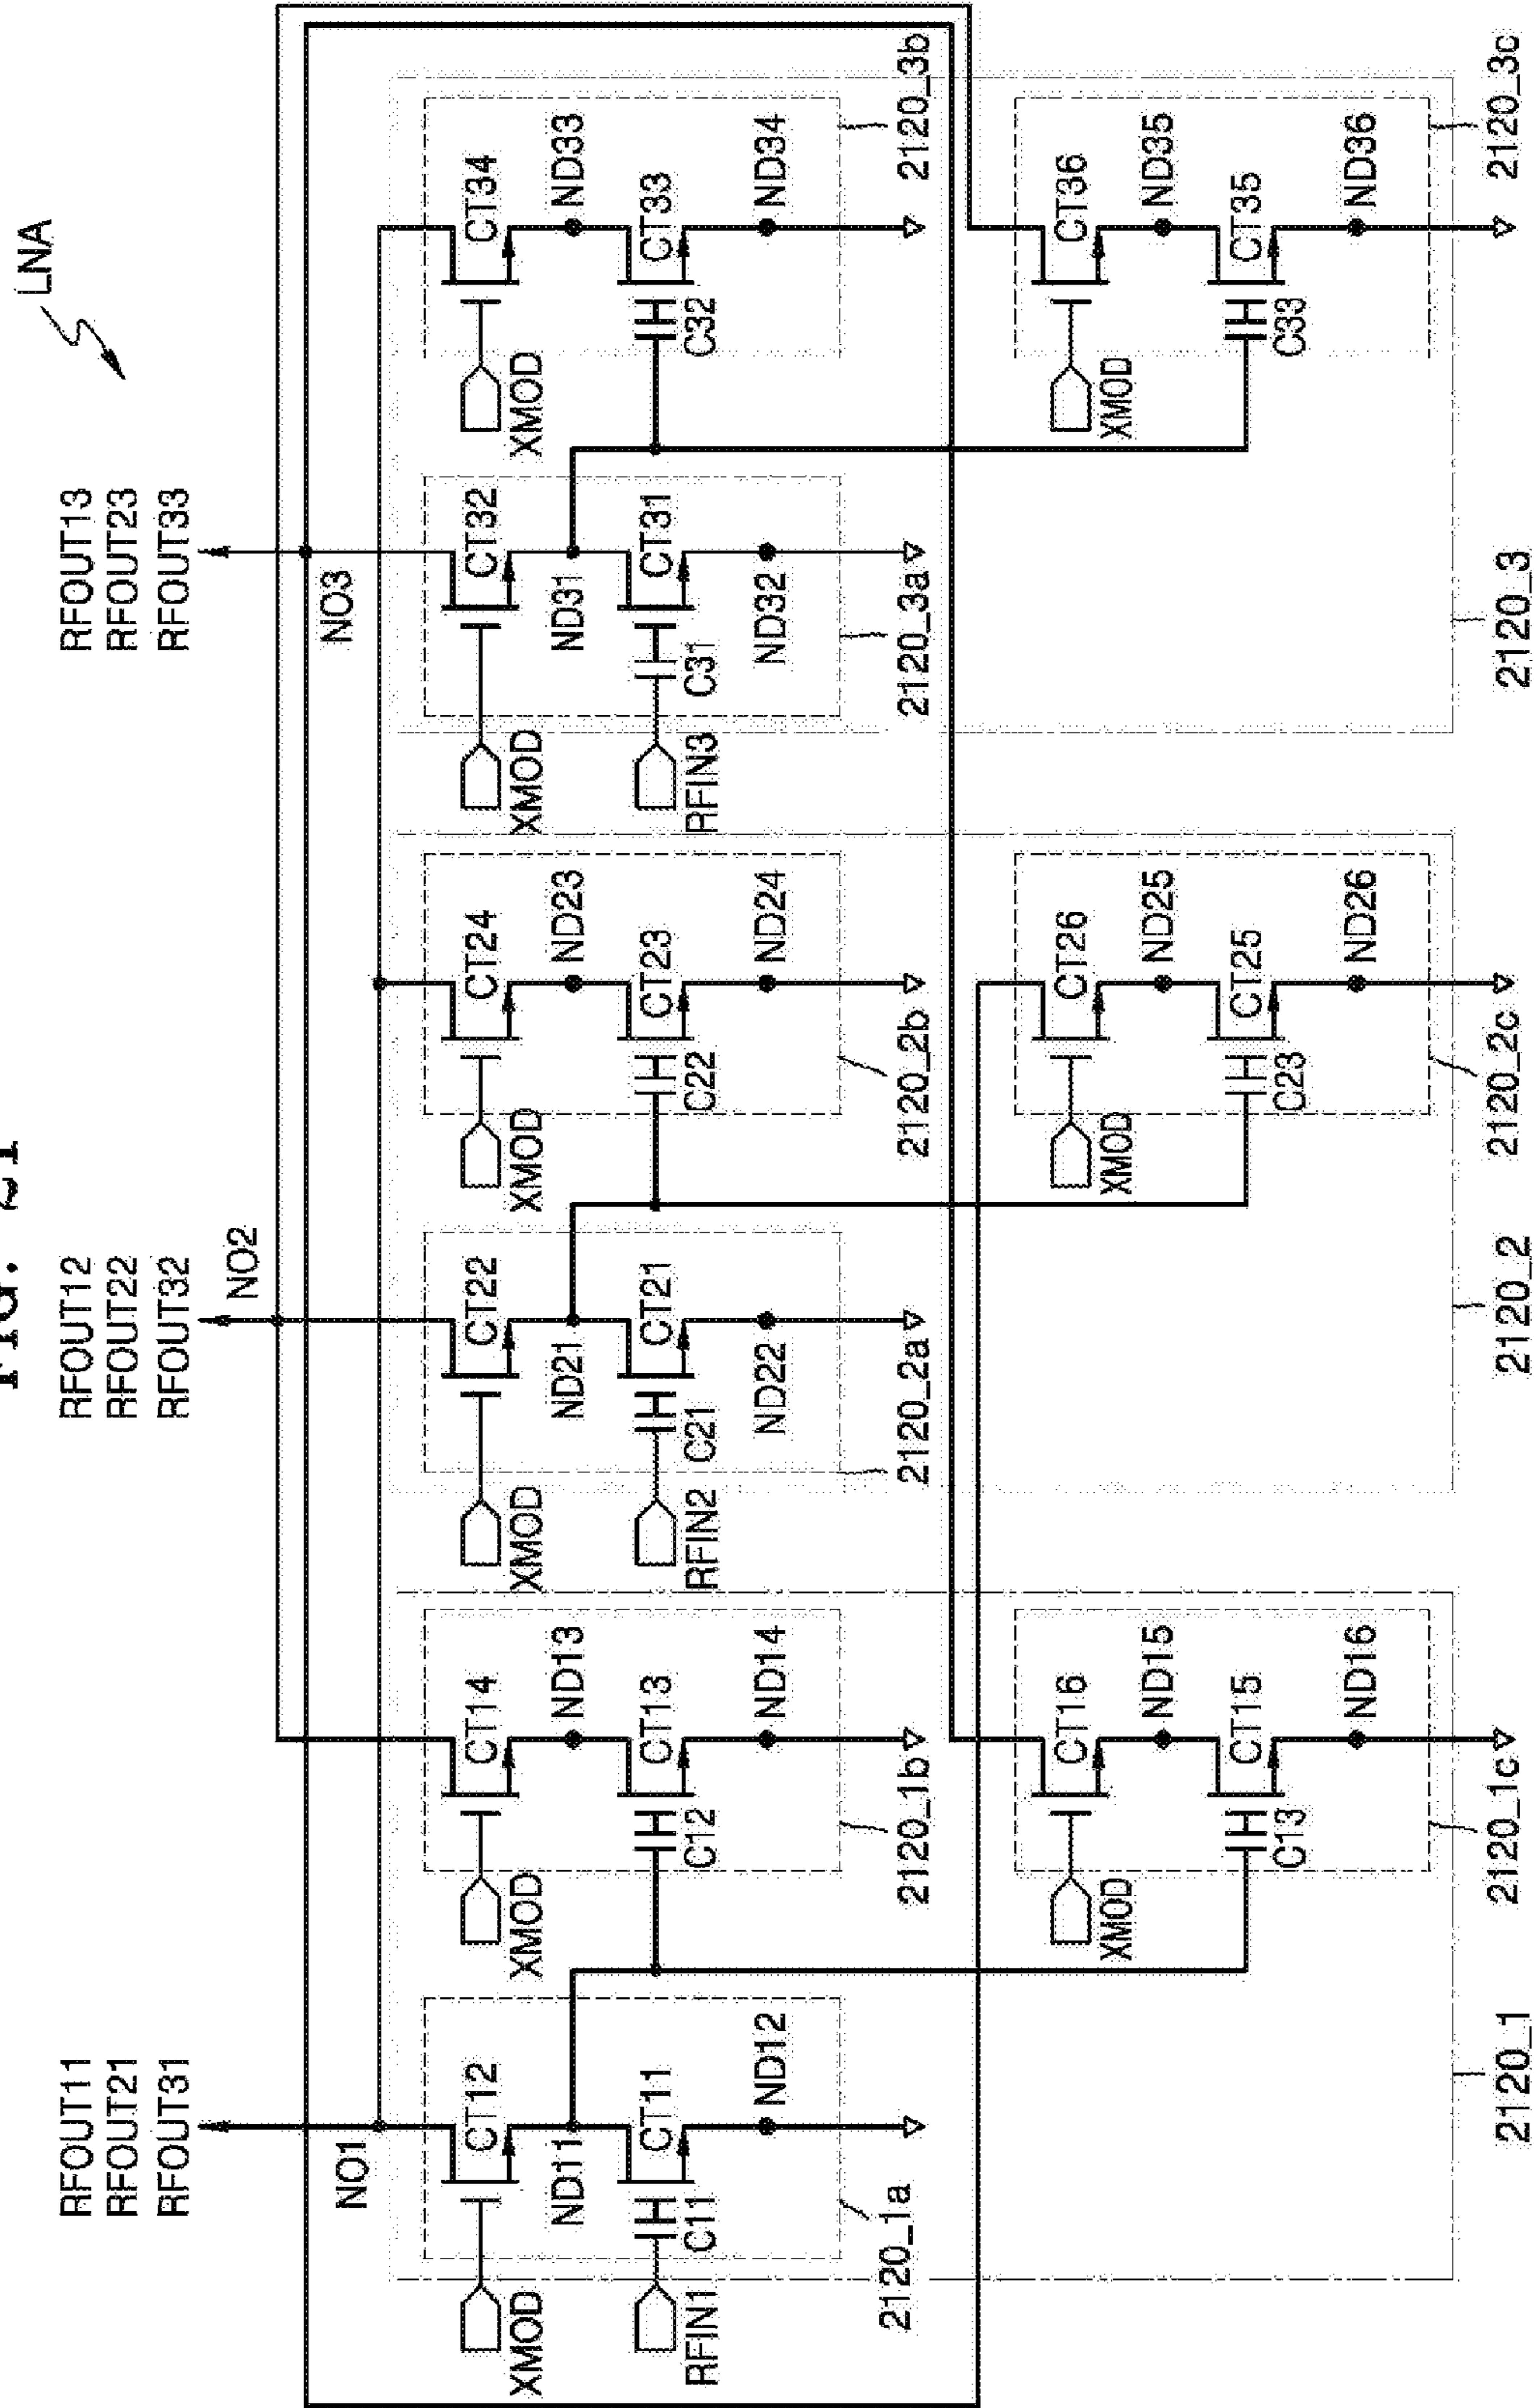 FIG. 21
LNA
RFOUT11
RFOUT21
RFOUT31
RFOUT12
RFOUT22
RFOUT32
RFOUT13
RFOUT23
RFOUT33
NO1
NO2
NO3
XMOD
CT12
XMOD
CT14
XMOD
CT22
XMOD
CT24
XMOD
CT32
XMOD
CT34
ND11
ND13
ND21
ND23
ND31
ND33
RFIN1
C11
CT11
C12
CT13
RFIN2
C21
CT21
C22
CT23
RFIN3
C31
CT31
C32
CT33
ND12
ND14
ND22
ND24
ND32
ND34
2120_1a
2120_1b
2120_2a
2120_2b
2120_3a
2120_3b
XMOD
CT16
XMOD
CT26
XMOD
CT36
ND15
ND25
ND35
C13
CT15
C23
CT25
C33
CT35
ND16
ND26
ND36
2120_1
2120_1c
2120_2
2120_2c
2120_3
2120_3c